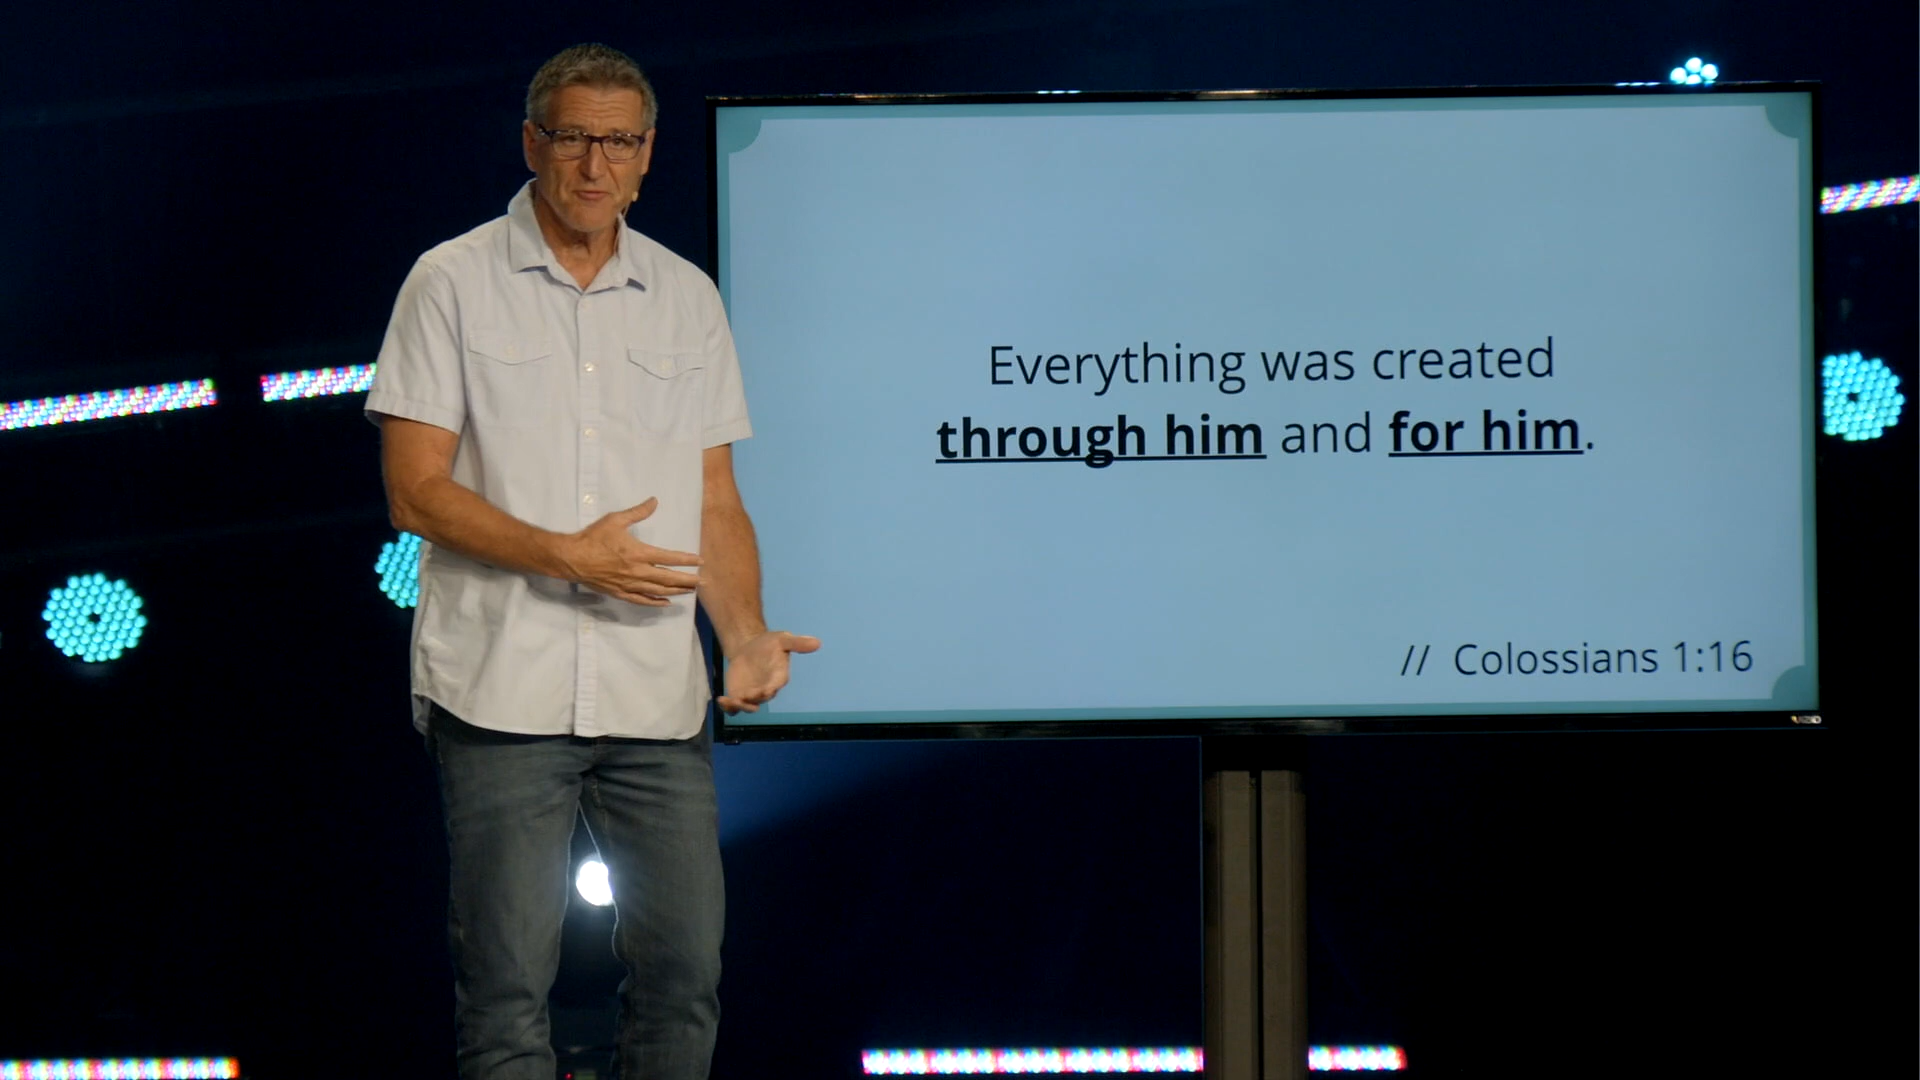 Everything was created
through him and for him.
// Colossians 1:16